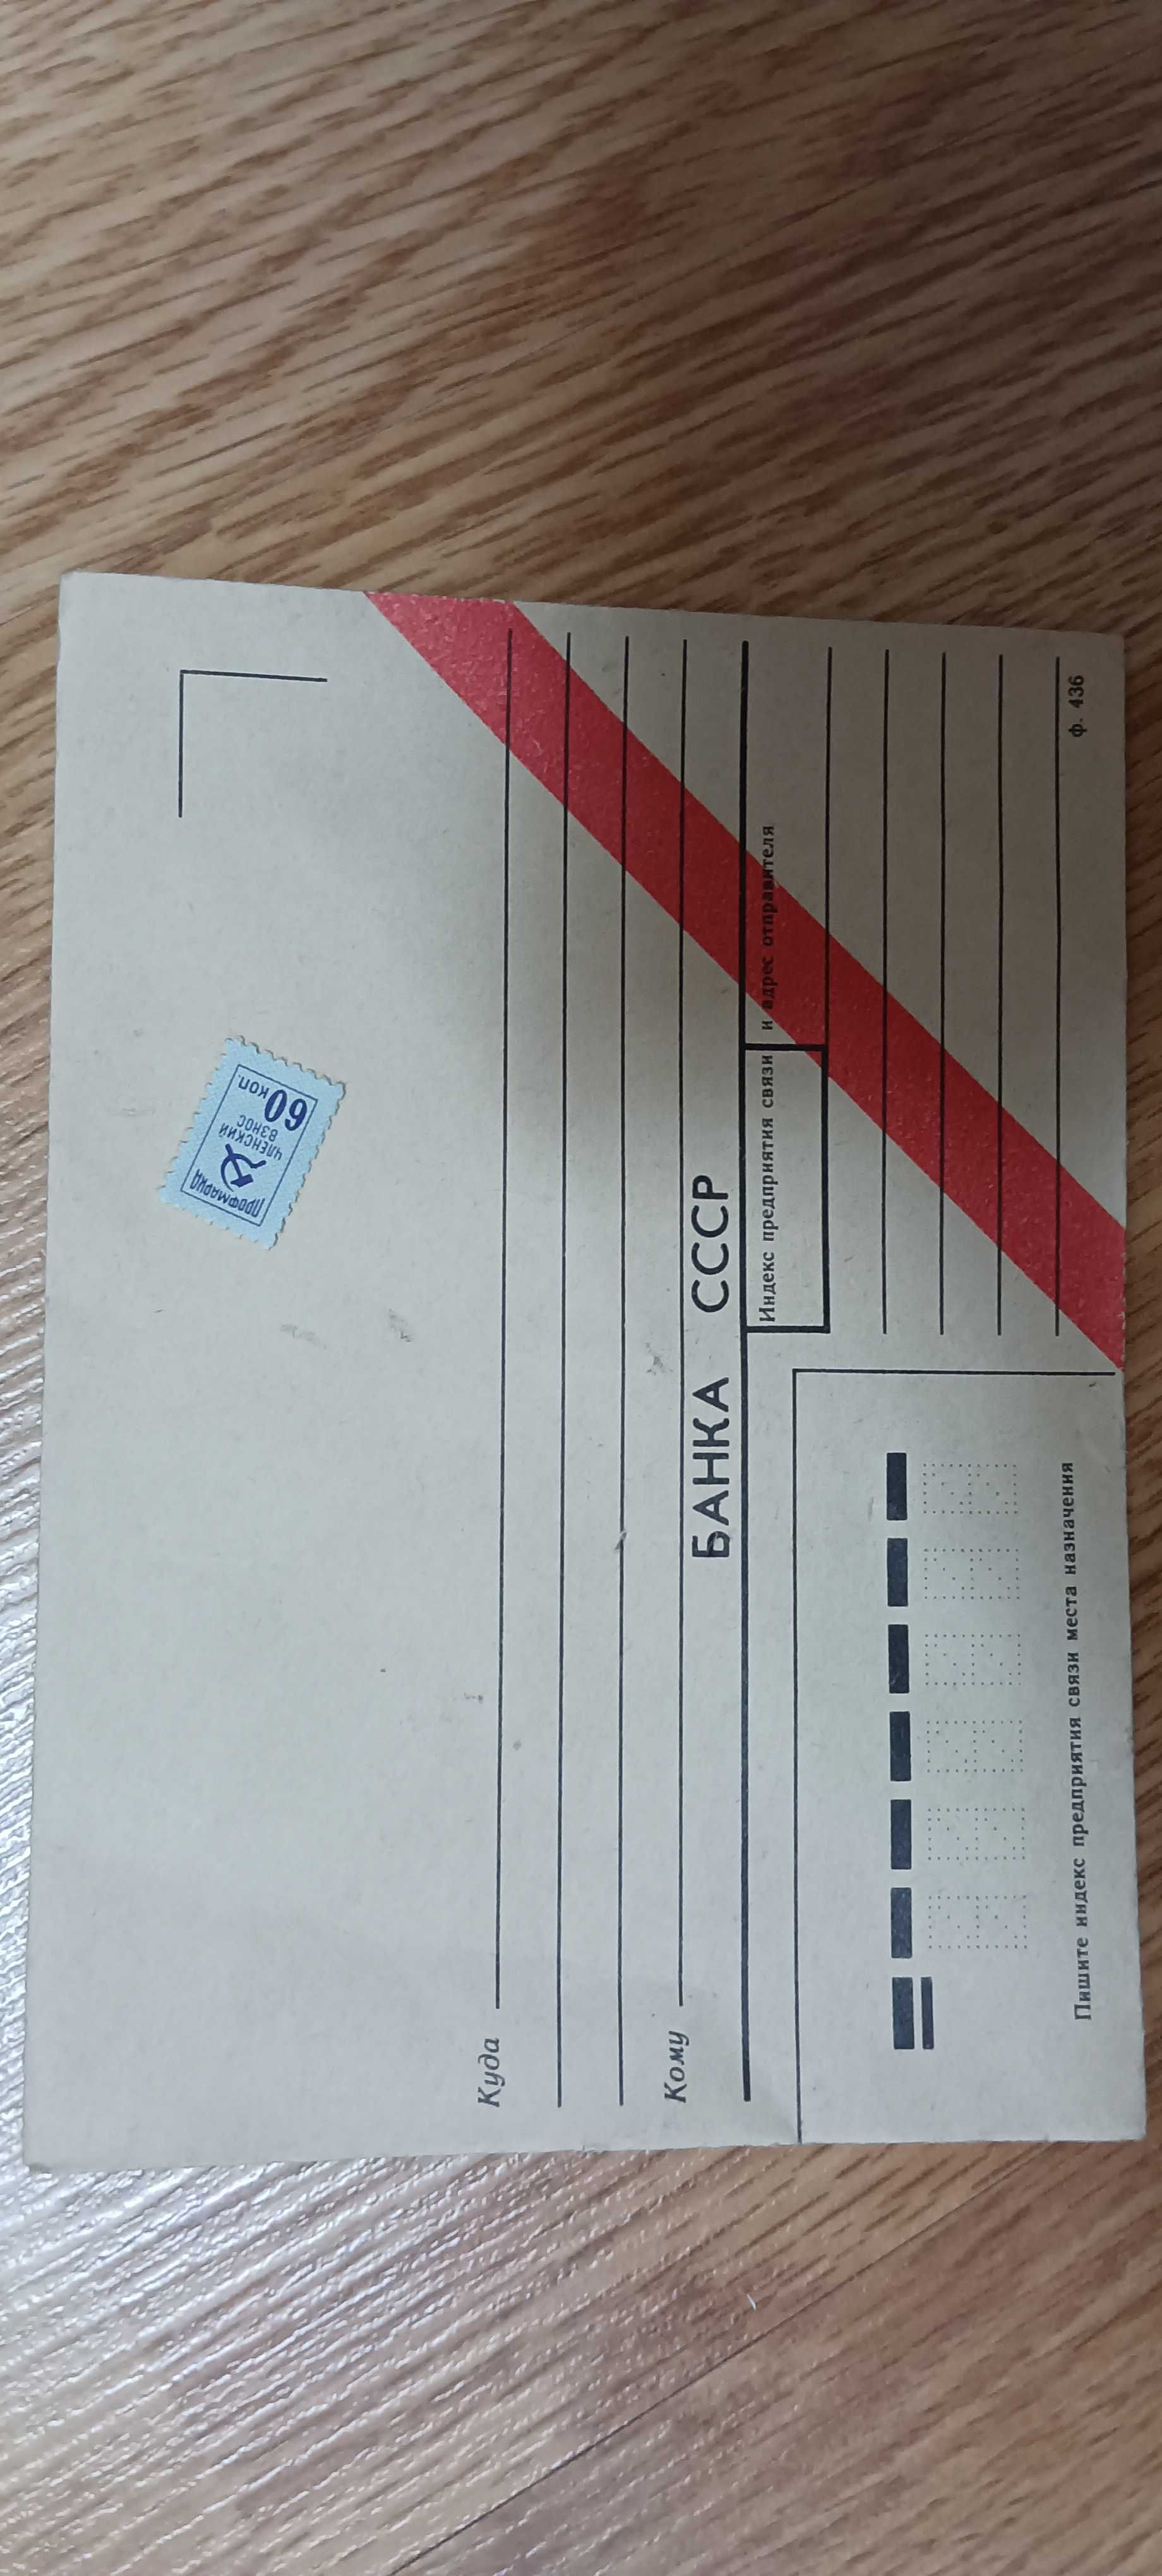 ПРОФМАРКА
ЧЛЕНСКИЙ
ВЗНОС
60 КОП.
Куда
Кому
БАНКА СССР
Индекс предприятия связи и адрес отправителя
ф. 436
Пишите индекс предприятия связи места назначения